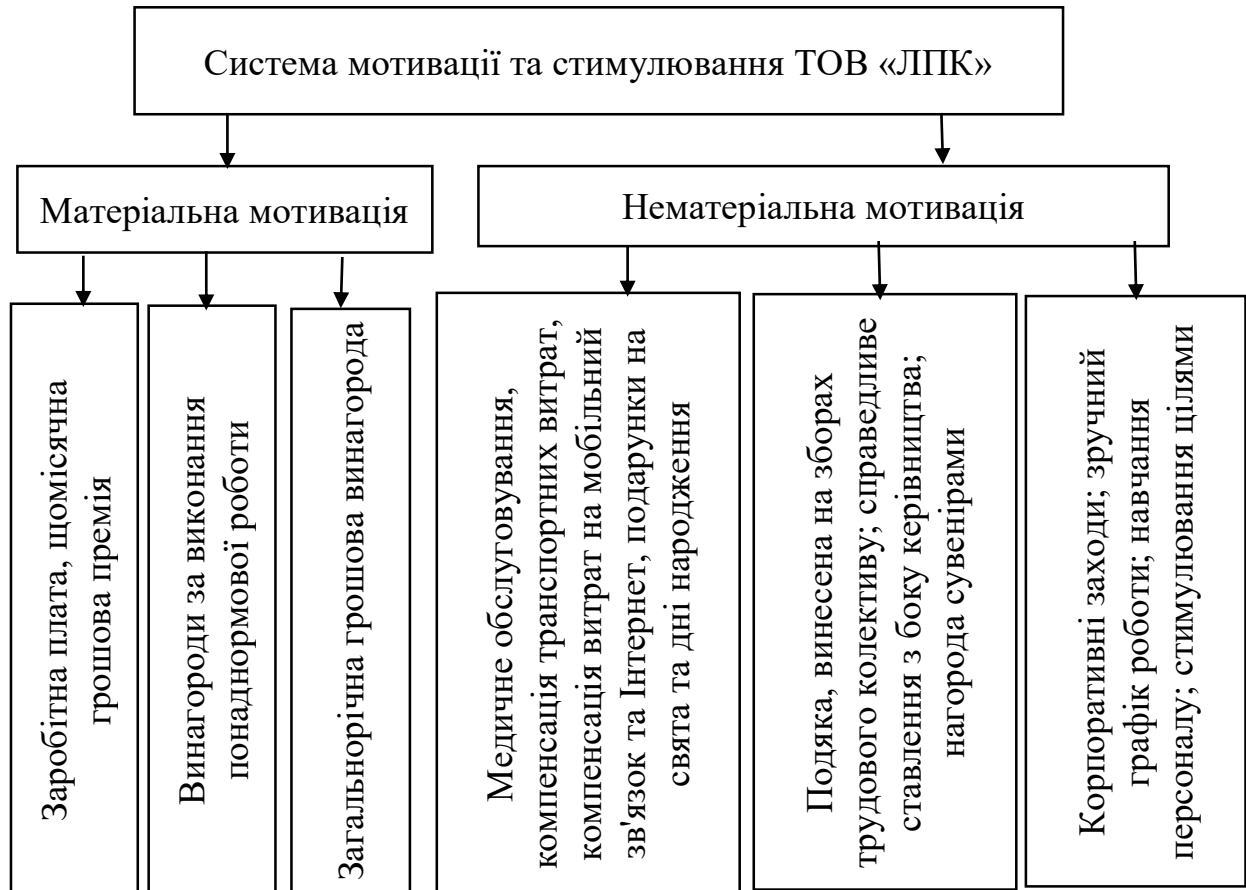 Система мотивації та стимулювання ТОВ «ЛПК»
Матеріальна мотивація
Нематеріальна мотивація
Заробітна плата, щомісячна
грошова премія
Винагороди за виконання
понаднормової роботи
Загальнорічна грошова винагорода
Медичне обслуговування,
компенсація транспортних витрат,
компенсація витрат на мобільний
зв'язок та Інтернет, подарунки на
свята та дні народження
Подяка, винесена на зборах
трудового колективу; справедливе
ставлення з боку керівництва;
нагорода сувенірами
Корпоративні заходи; зручний
графік роботи; навчання
персоналу; стимулювання цілями